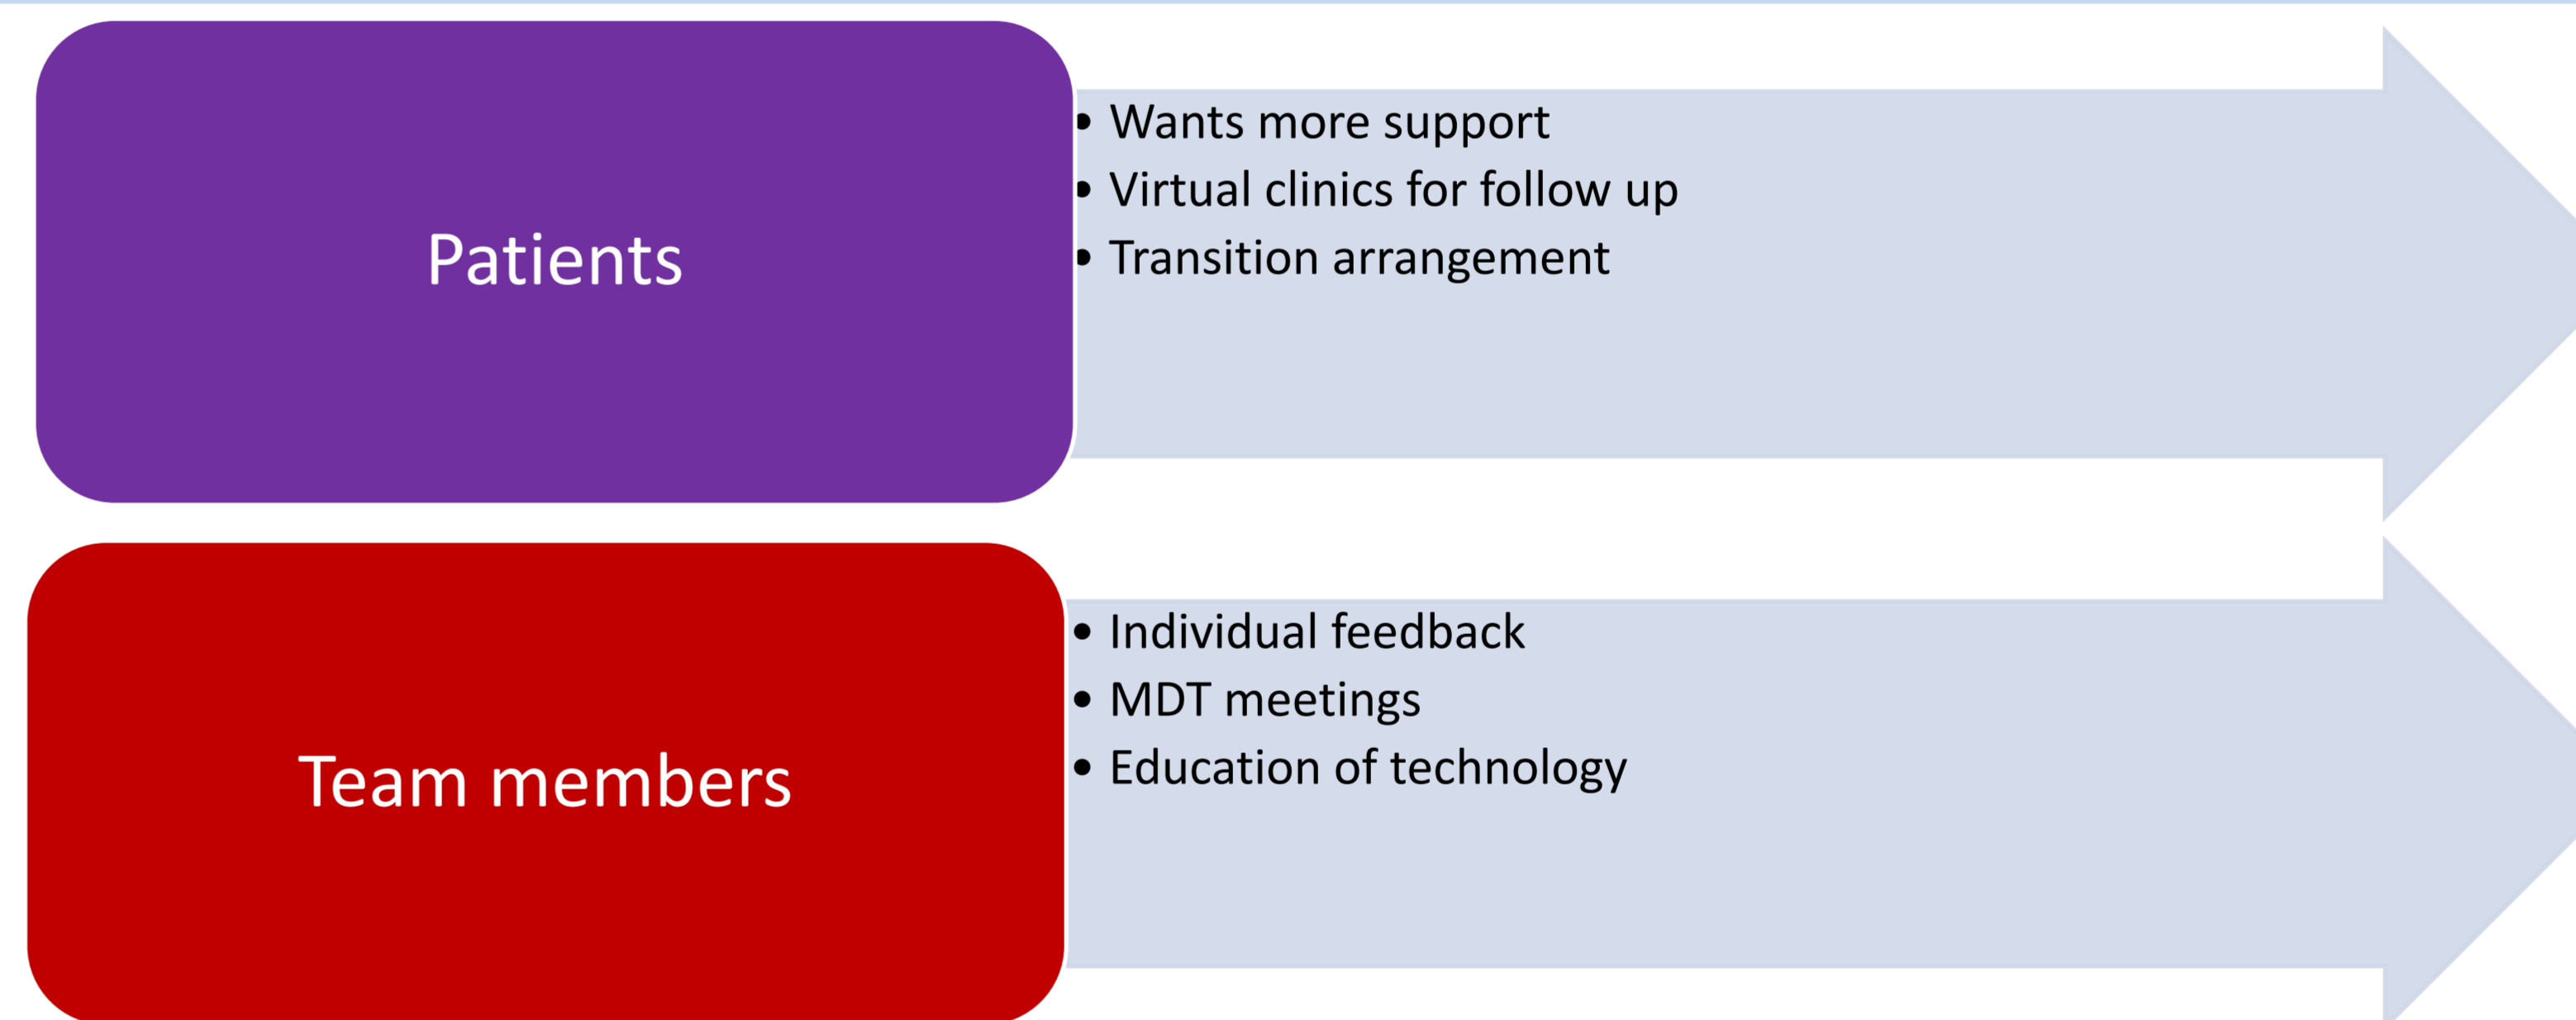 Patients
• Wants more support
• Virtual clinics for follow up
• Transition arrangement
Team members
• Individual feedback
• MDT meetings
• Education of technology